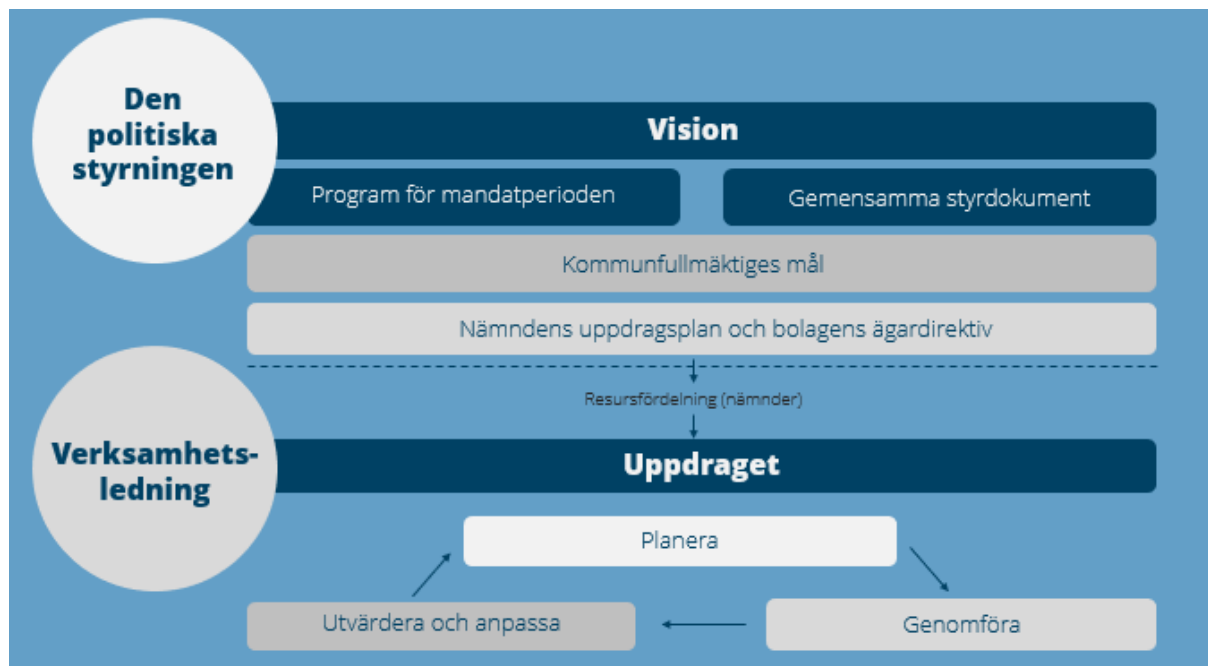 Den
politiska
styrningen
Vision
Program för mandatperioden
Gemensamma styrdokument
Kommunfullmäktiges mål
Nämndens uppdragsplan och bolagens ägardirektiv
Resursfördelning (nämnder)
Verksamhets-
ledning
Uppdraget
Planera
Utvärdera och anpassa
Genomföra